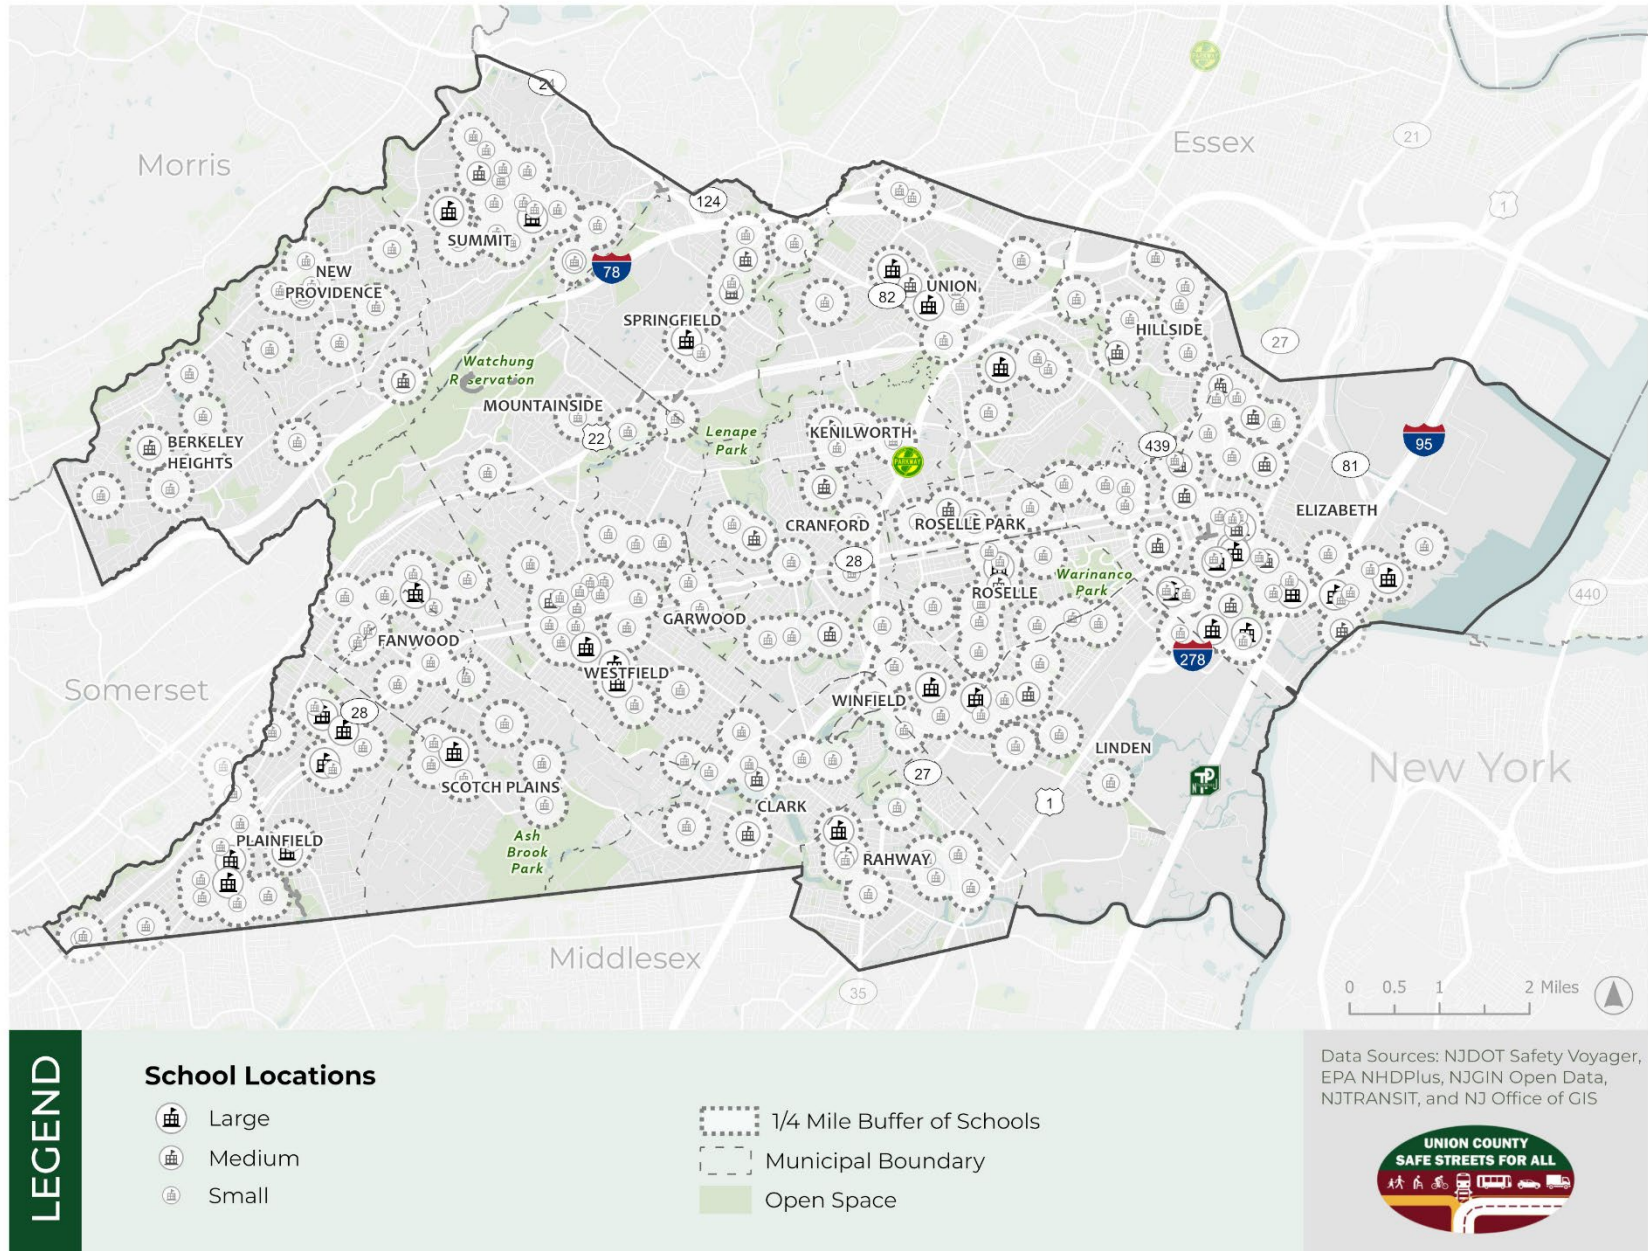 24
Essex
21
Morris
1
124
SUMMIT
78
NEW
PROVIDENCE
82
UNION
SPRINGFIELD
HILLSIDE
27
Watchung
Reservation
MOUNTAINSIDE
22
Lenape
Park
KENILWORTH
439
PARKWAY
95
81
BERKELEY
HEIGHTS
CRANFORD
ROSELLE PARK
ELIZABETH
28
Warinanco
Park
ROSELLE
440
GARWOOD
FANWOOD
278
WESTFIELD
Somerset
WINFIELD
28
LINDEN
New York
27
SCOTCH PLAINS
CLARK
1
PLAINFIELD
Ash
Brook
Park
RAHWAY
Middlesex
35
0 0.5 1 2 Miles
LEGEND
School Locations
Large
Medium
Small
1/4 Mile Buffer of Schools
Municipal Boundary
Open Space
Data Sources: NJDOT Safety Voyager,
EPA NHDPlus, NJGIN Open Data,
NJTRANSIT, and NJ Office of GIS
UNION COUNTY
SAFE STREETS FOR ALL